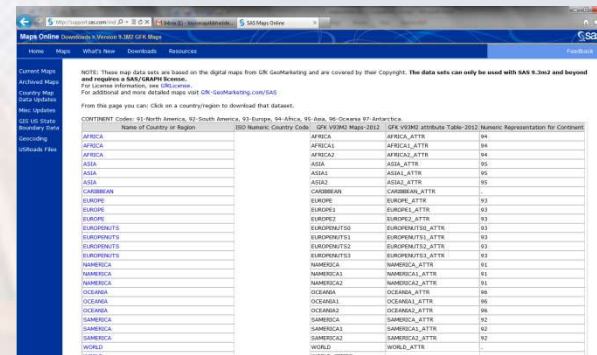 http://support.sas.com/rnd
SAS Maps Online
Maps Online Downloads > Version 9.3M2 GFK Maps
Home Maps What's New Downloads Resources Feedback
Current Maps
Archived Maps
Country Map
Data Updates
Misc Updates
GIS US State
Boundary Data
Geocoding
USRoads Files
NOTE: These map data sets are based on the digital maps from GfK GeoMarketing and are covered by their Copyright. The data sets can only be used with SAS 9.3m2 and beyond
and requires a SAS/GRAPH license.
For License information, see GfKLicense.
For additional and more detailed maps visit GfK-GeoMarketing.com/SAS
From this page you can: Click on a country/region to download that dataset.
CONTINENT Codes: 91-North America, 92-South America, 93-Europe, 94-Africa, 95-Asia, 96-Oceania 97-Antarctica.
Name of Country or Region ISO Numeric Country Code GFK V93M2 Maps-2012 GFK V93M2 attribute Table-2012 Numeric Representation for Continent
AFRICA AFRICA AFRICA_ATTR 94
AFRICA AFRICA1 AFRICA1_ATTR 94
AFRICA AFRICA2 AFRICA2_ATTR 94
ASIA ASIA ASIA_ATTR 95
ASIA ASIA1 ASIA1_ATTR 95
ASIA ASIA2 ASIA2_ATTR 95
CARIBBEAN CARIBBEAN CARIBBEAN_ATTR .
EUROPE EUROPE EUROPE_ATTR 93
EUROPE EUROPE1 EUROPE1_ATTR 93
EUROPE EUROPE2 EUROPE2_ATTR 93
EUROPENUTS EUROPENUTS0 EUROPENUTS0_ATTR 93
EUROPENUTS EUROPENUTS1 EUROPENUTS1_ATTR 93
EUROPENUTS EUROPENUTS2 EUROPENUTS2_ATTR 93
EUROPENUTS EUROPENUTS3 EUROPENUTS3_ATTR 93
NAMERICA NAMERICA NAMERICA_ATTR 91
NAMERICA NAMERICA1 NAMERICA1_ATTR 91
NAMERICA NAMERICA2 NAMERICA2_ATTR 91
OCEANIA OCEANIA OCEANIA_ATTR 96
OCEANIA OCEANIA1 OCEANIA1_ATTR 96
OCEANIA OCEANIA2 OCEANIA2_ATTR 96
SAMERICA SAMERICA SAMERICA_ATTR 92
SAMERICA SAMERICA1 SAMERICA1_ATTR 92
SAMERICA SAMERICA2 SAMERICA2_ATTR 92
WORLD WORLD WORLD_ATTR .